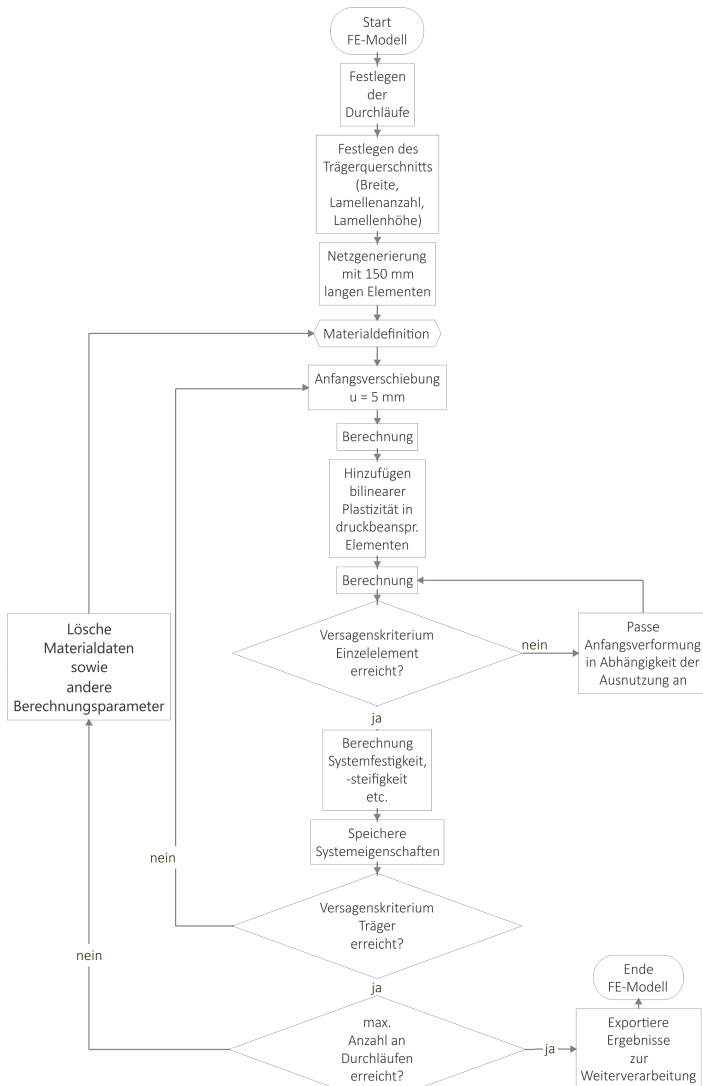 Start
FE-Modell
Festlegen
der
Durchläufe
Festlegen des
Trägerquerschnitts
(Breite,
Lamellenanzahl,
Lamellenhöhe)
Netzgenerierung
mit 150 mm
langen Elementen
Materialdefinition
Anfangsverschiebung
u = 5 mm
Berechnung
Hinzufügen
bilinearer
Plastizität in
druckbeanspr.
Elementen
Berechnung
Versagenskriterium
Einzelelement
erreicht?
nein
Passe
Anfangsverformung
in Abhängigkeit der
Ausnutzung an
Lösche
Materialdaten
sowie
andere
Berechnungsparameter
ja
Berechnung
Systemfestigkeit,
-steifigkeit
etc.
Speichere
Systemeigenschaften
nein
Versagenskriterium
Träger
erreicht?
nein
ja
max.
Anzahl an
Durchläufen
erreicht?
ja
Exportiere
Ergebnisse
zur
Weiterverarbeitung
Ende
FE-Modell